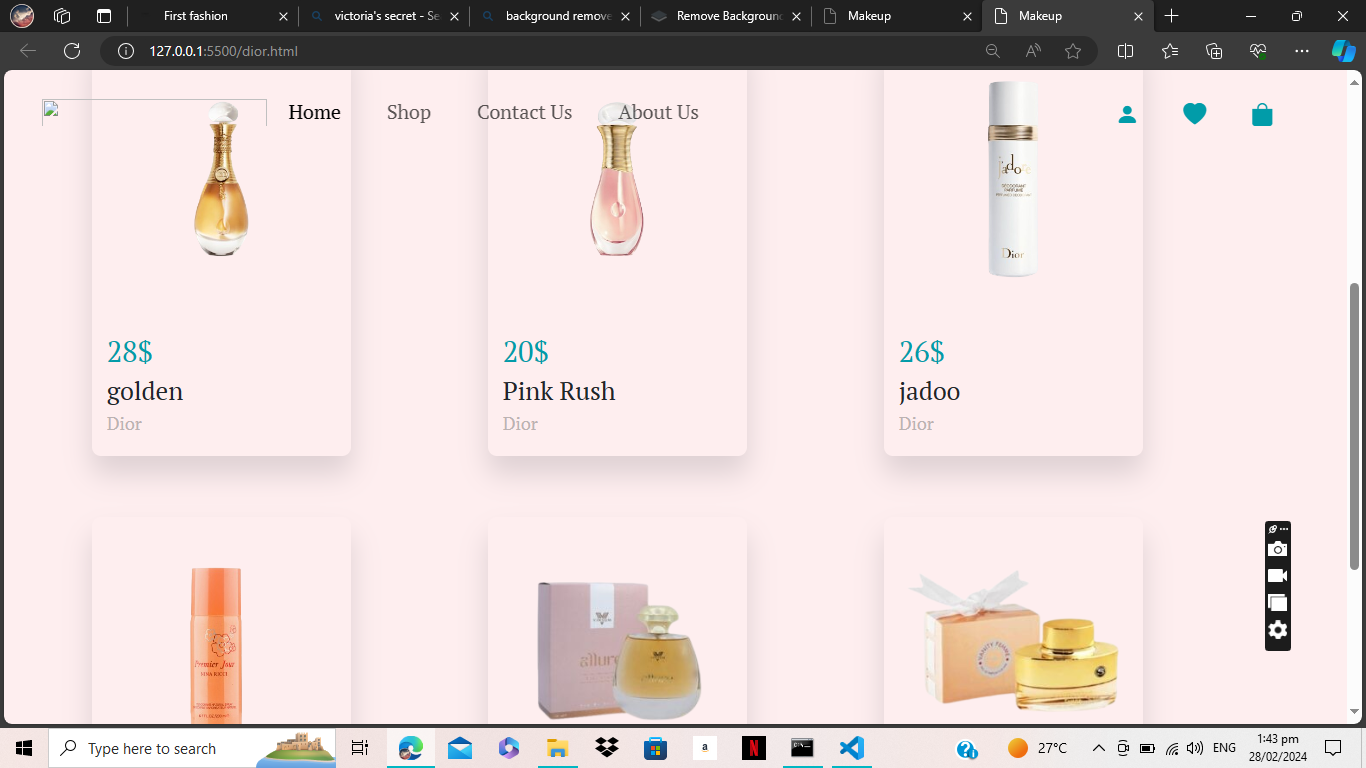 First fashion
victoria's secret - Se
background remove
Remove Background
Makeup
Makeup
127.0.0.1:5500/dior.html
Home
Shop
Contact Us
About Us
j'adore
Dior
28$
golden
Dior
20$
Pink Rush
Dior
26$
jadoo
Dior
Premier Jour
NINA RICCI
allure
Type here to search
a
N
27°C
ENG
1:43 pm
28/02/2024